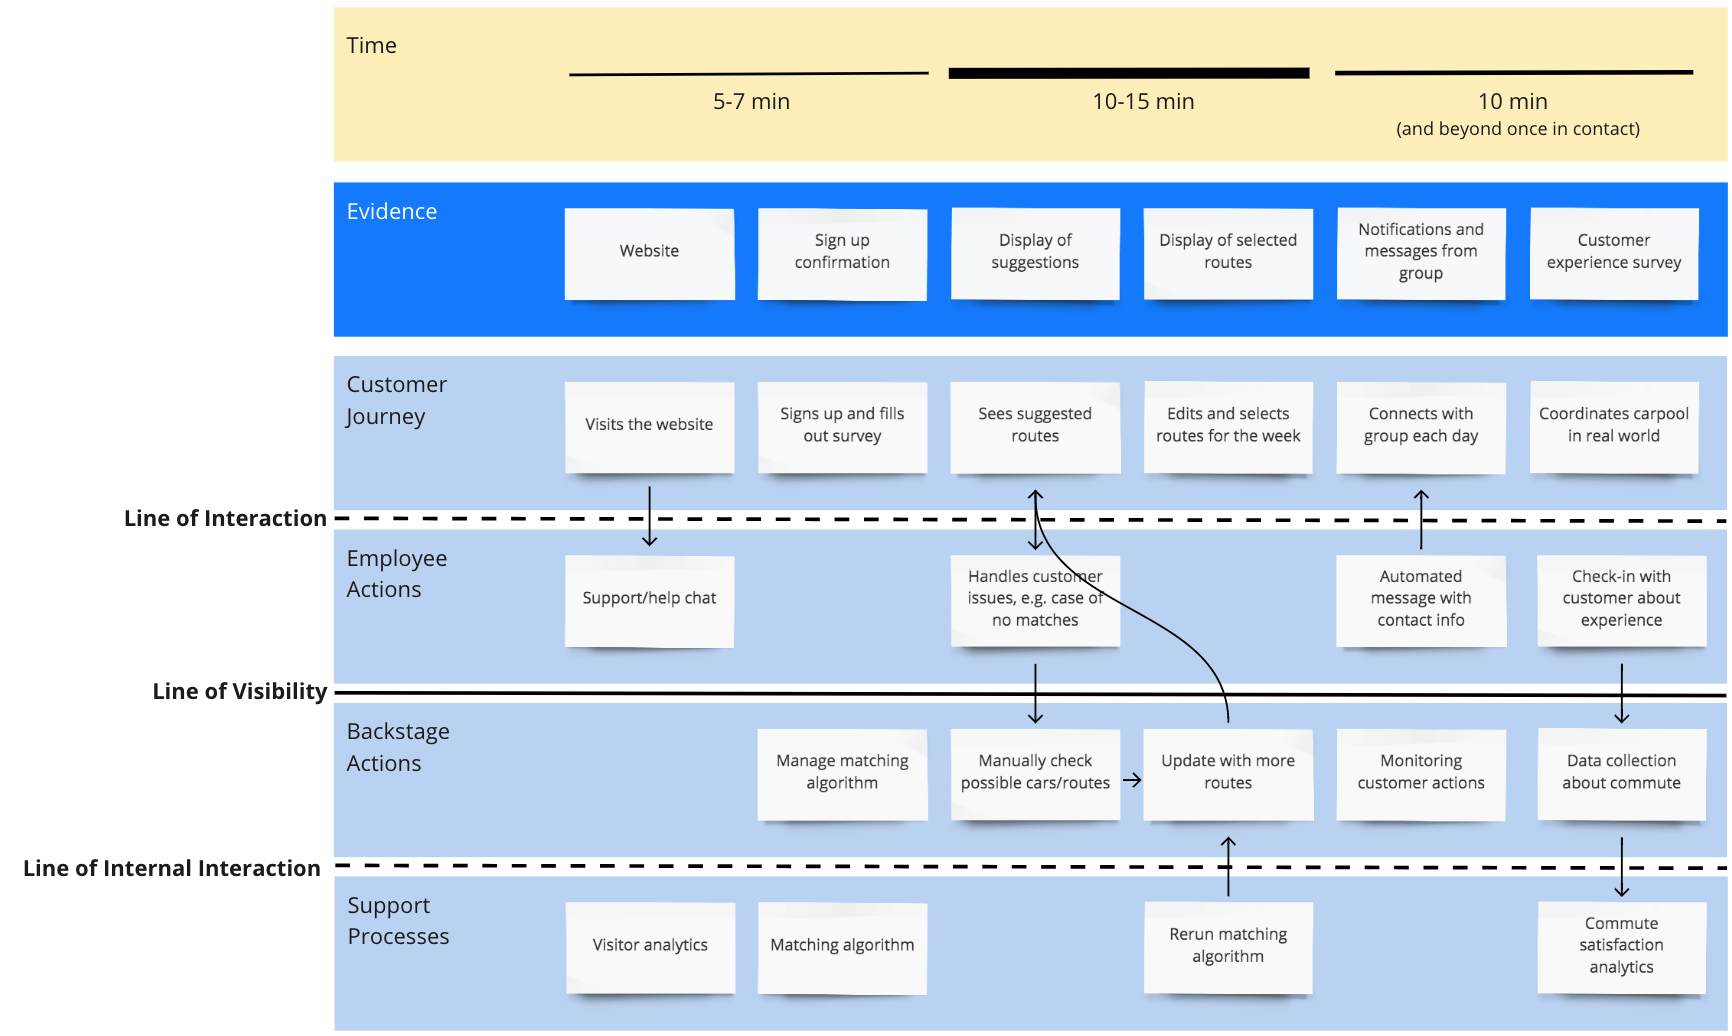 Time
5-7 min
10-15 min
10 min
(and beyond once in contact)
Evidence
Website
Sign up
confirmation
Display of
suggestions
Display of selected
routes
Notifications and
messages from
group
Customer
experience survey
Customer
Journey
Visits the website
Signs up and fills
out survey
Sees suggested
routes
Edits and selects
routes for the week
Connects with
group each day
Coordinates carpool
in real world
Line of Interaction
Employee
Actions
Support/help chat
Handles customer
issues, e.g. case of
no matches
Automated
message with
contact info
Check-in with
customer about
experience
Line of Visibility
Backstage
Actions
Manage matching
algorithm
Manually check
possible cars/routes
Update with more
routes
Monitoring
customer actions
Data collection
about commute
Line of Internal Interaction
Support
Processes
Visitor analytics
Matching algorithm
Rerun matching
algorithm
Commute
satisfaction
analytics